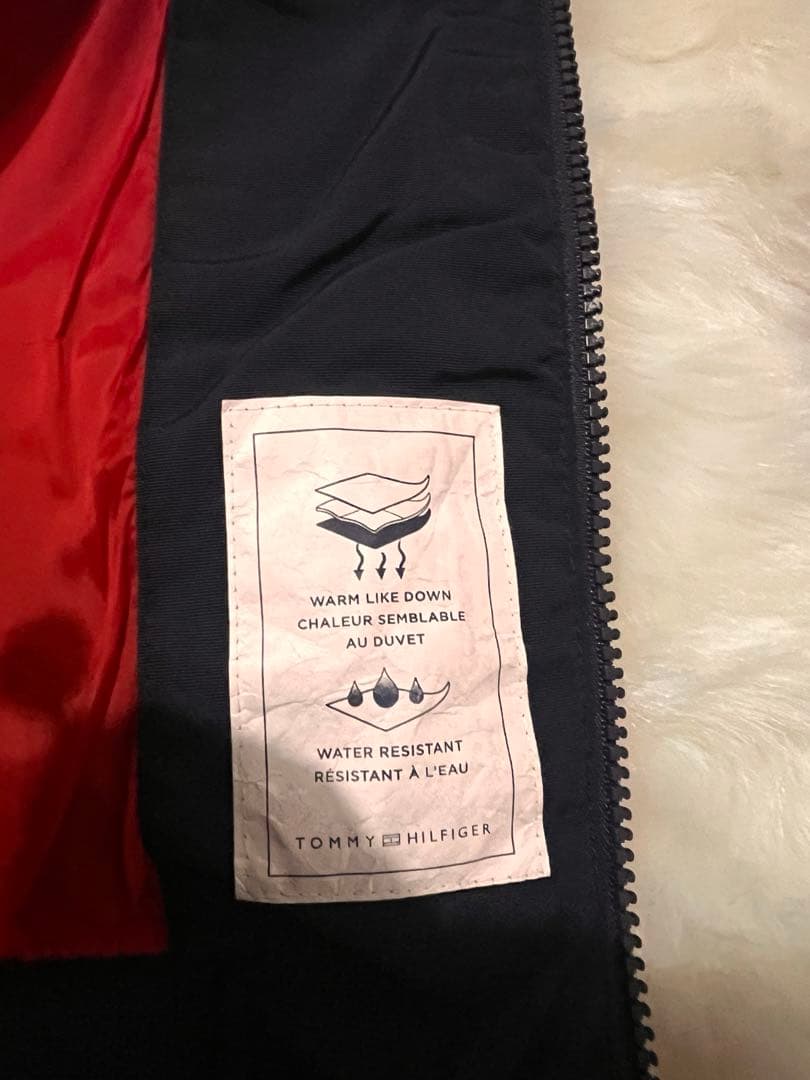 WARM LIKE DOWN
CHALEUR SEMBLABLE
AU DUVET
WATER RESISTANT
RÉSISTANT À L'EAU
TOMMY HILFIGER